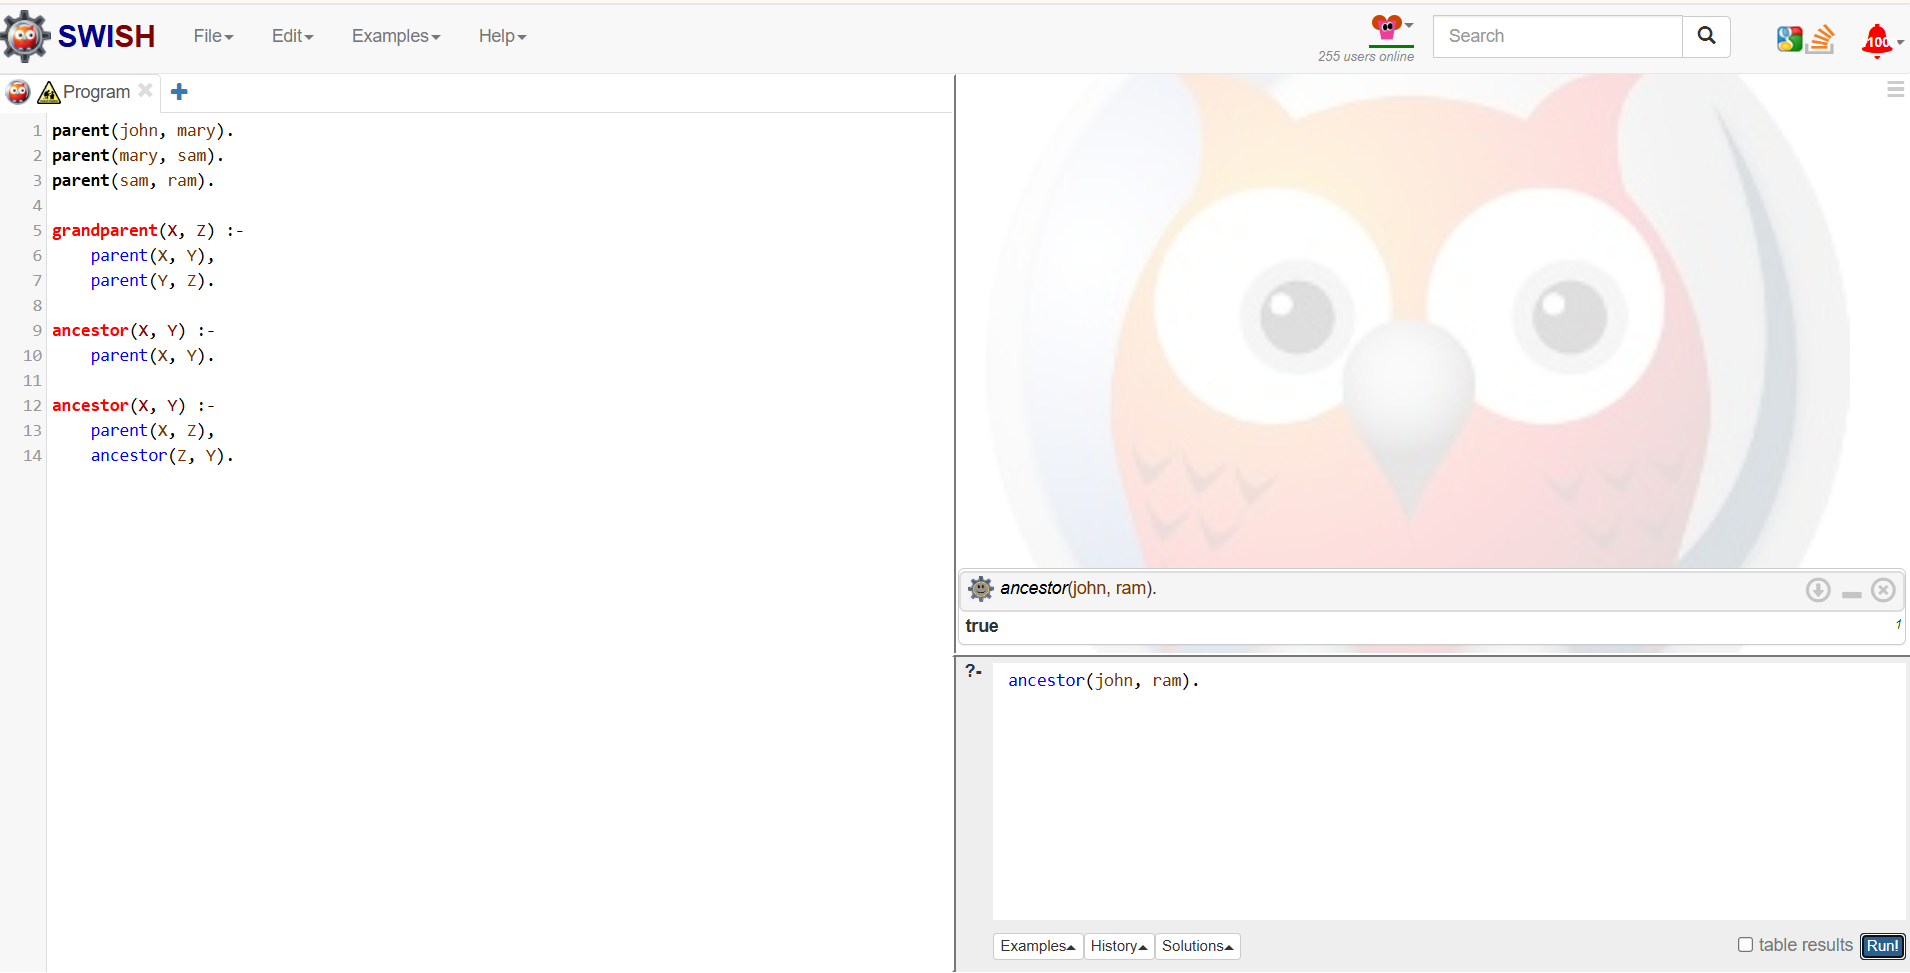 SWISH File Edit Examples Help
255 users online
Search
100
Program
1 parent(john, mary).
2 parent(mary, sam).
3 parent(sam, ram).
4
5 grandparent(X, Z) :-
6     parent(X, Y),
7     parent(Y, Z).
8
9 ancestor(X, Y) :-
10     parent(X, Y).
11
12 ancestor(X, Y) :-
13     parent(X, Z),
14     ancestor(Z, Y).
ancestor(john, ram).
true 1
?- ancestor(john, ram).
Examples History Solutions table results Run!